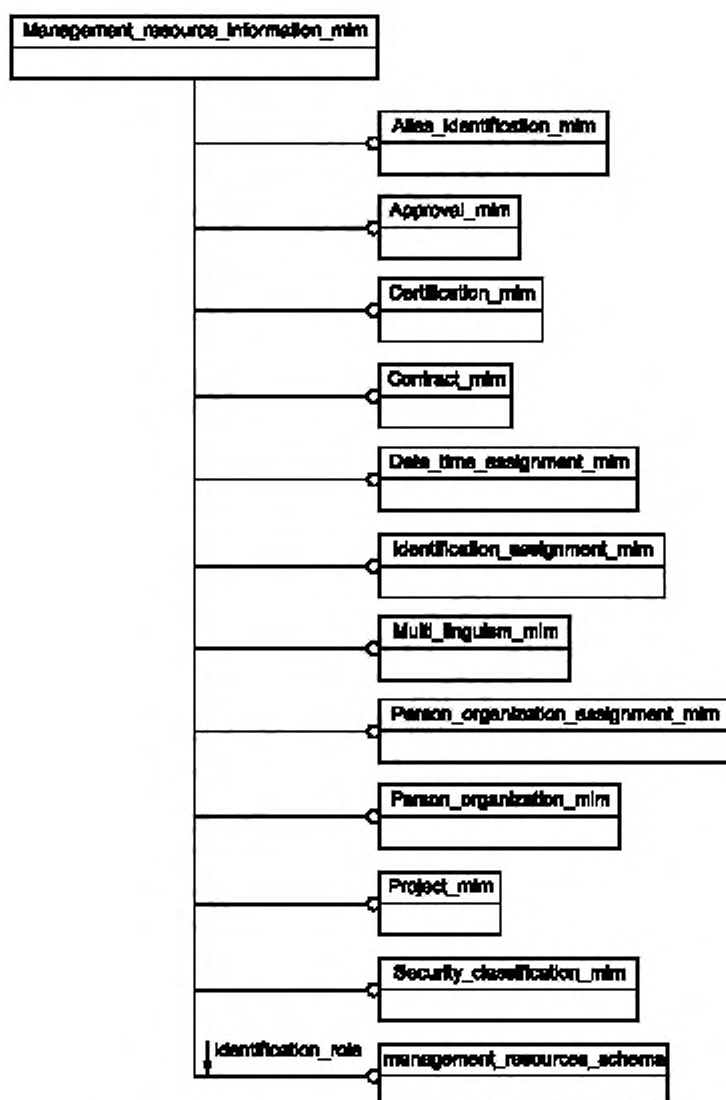 Management_resource_information_mim
Alias_identification_mim
Approval_mim
Certification_mim
Contract_mim
Date_time_assignment_mim
Identification_assignment_mim
Multi_linguism_mim
Person_organization_assignment_mim
Person_organization_mim
Project_mim
Security_classification_mim
identification_role
management_resources_schema